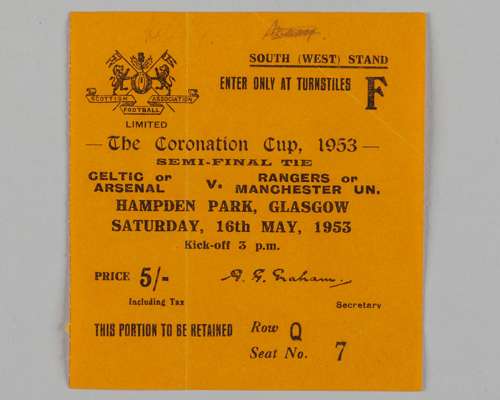 SOUTH (WEST) STAND
ENTER ONLY AT TURNSTILES F
SCOTTISH FOOTBALL ASSOCIATION
LIMITED
— The Coronation Cup, 1953 —
SEMI-FINAL TIE
CELTIC or ARSENAL V. RANGERS or MANCHESTER UN.
HAMPDEN PARK, GLASGOW
SATURDAY, 16th MAY, 1953
Kick-off 3 p.m.
PRICE 5/- G. G. Graham.
Including Tax Secretary
THIS PORTION TO BE RETAINED
Row Q
Seat No. 7